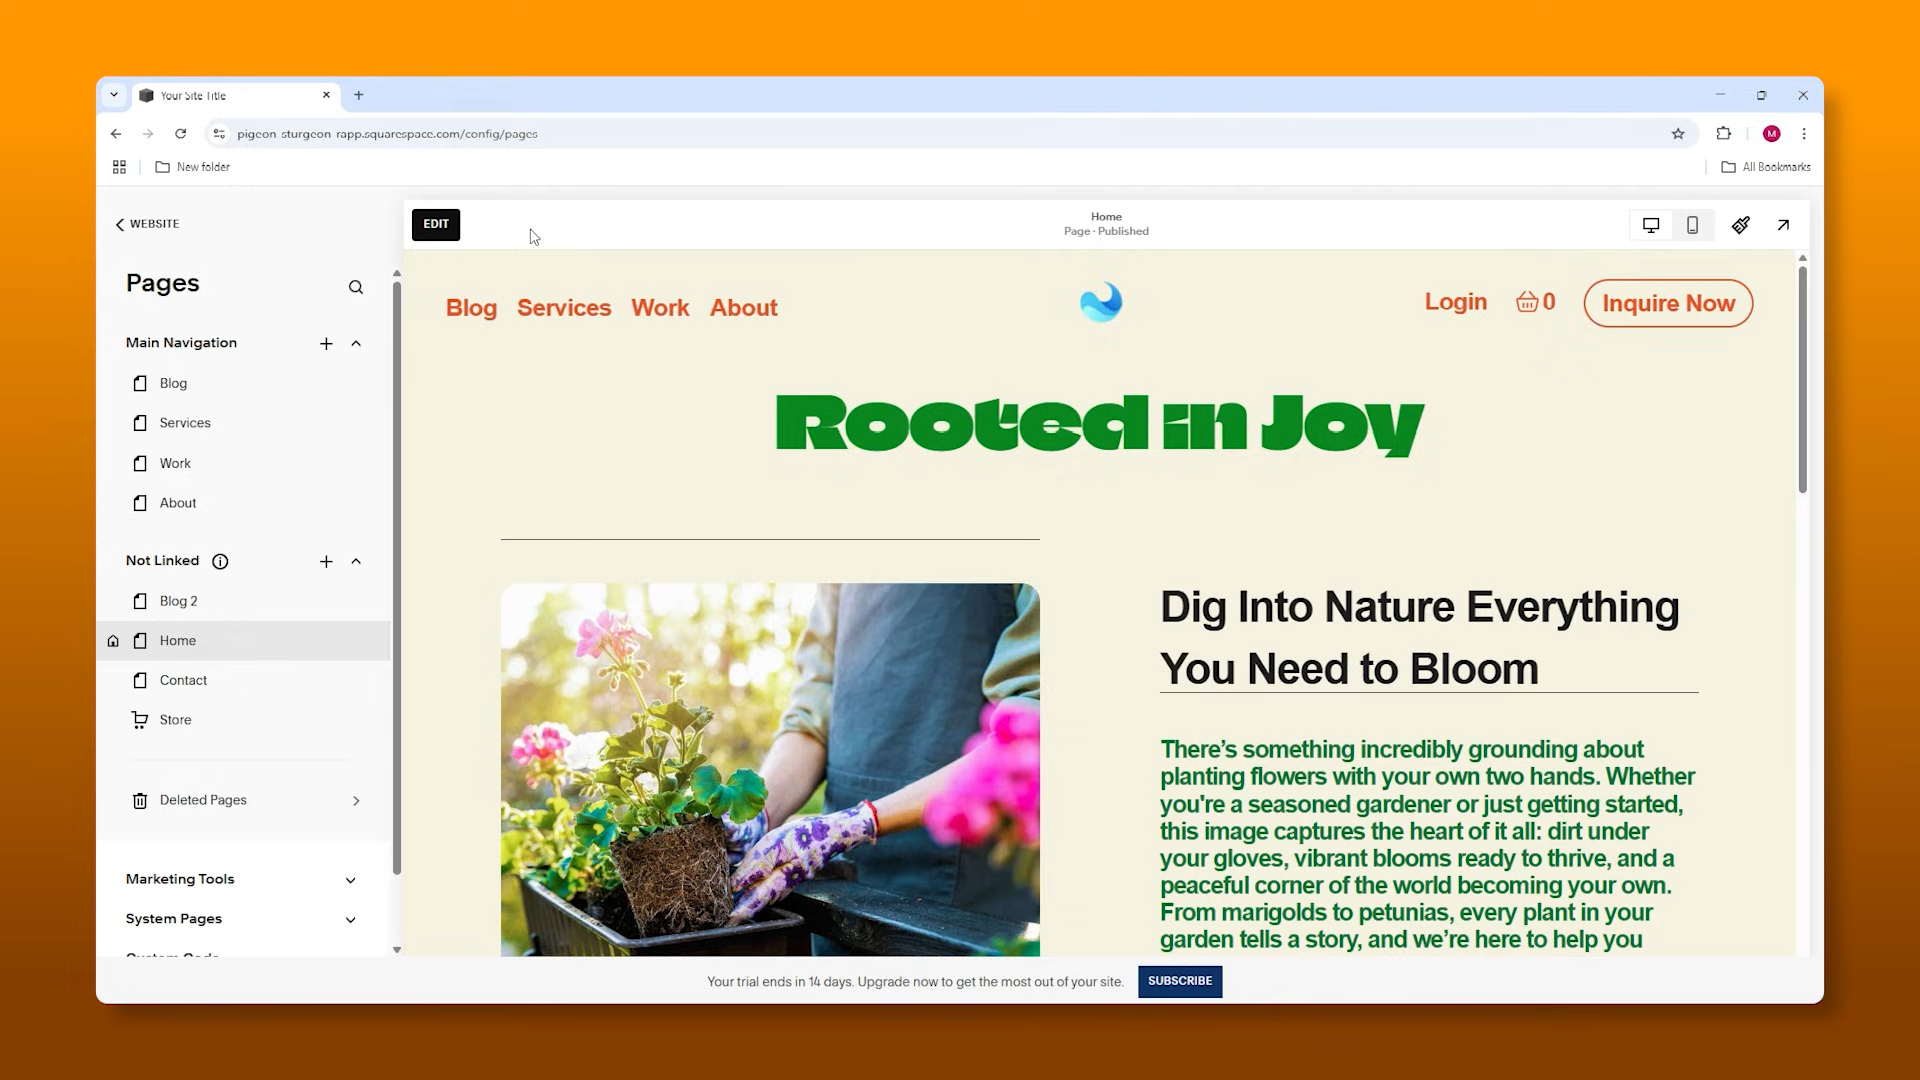 Your Site Title
pigeon-sturgeon-rapp.squarespace.com/config/pages
M
New folder
All Bookmarks
WEBSITE
EDIT
Home
Page · Published
Pages
Main Navigation
Blog
Services
Work
About
Not Linked
Blog 2
Home
Contact
Store
Deleted Pages
Marketing Tools
System Pages
Custom Code
Blog Services Work About
Login 0 Inquire Now
Rooted in Joy
Dig Into Nature Everything
You Need to Bloom
There's something incredibly grounding about
planting flowers with your own two hands. Whether
you're a seasoned gardener or just getting started,
this image captures the heart of it all: dirt under
your gloves, vibrant blooms ready to thrive, and a
peaceful corner of the world becoming your own.
From marigolds to petunias, every plant in your
garden tells a story, and we're here to help you
Your trial ends in 14 days. Upgrade now to get the most out of your site.
SUBSCRIBE